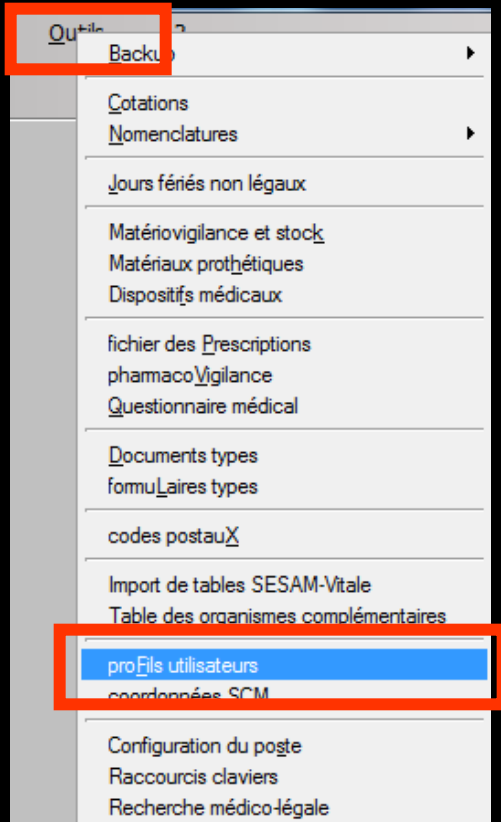 Outils ?
Backup
Cotations
Nomenclatures
Jours fériés non légaux
Matériovigilance et stock
Matériaux prothétiques
Dispositifs médicaux
fichier des Prescriptions
pharmacoVigilance
Questionnaire médical
Documents types
formuLaires types
codes postauX
Import de tables SESAM-Vitale
Table des organismes complémentaires
proFils utilisateurs
coordonnées SCM
Configuration du poste
Raccourcis claviers
Recherche médico-légale